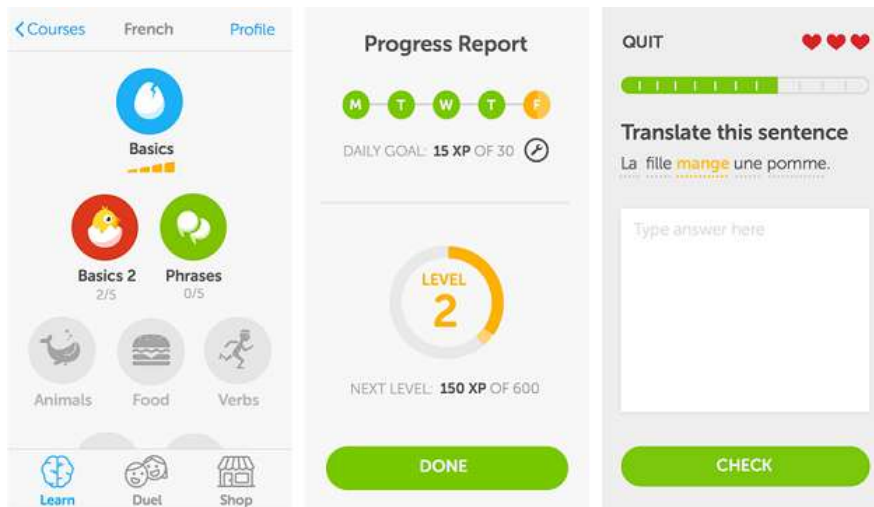 Courses French Profile
Basics
Basics 2 Phrases
2/5 0/5
Animals Food Verbs
Learn Duel Shop
Progress Report
M T W T F
DAILY GOAL: 15 XP OF 30
LEVEL
2
NEXT LEVEL: 150 XP OF 600
DONE
QUIT
Translate this sentence
La fille mange une pomme.
Type answer here
CHECK